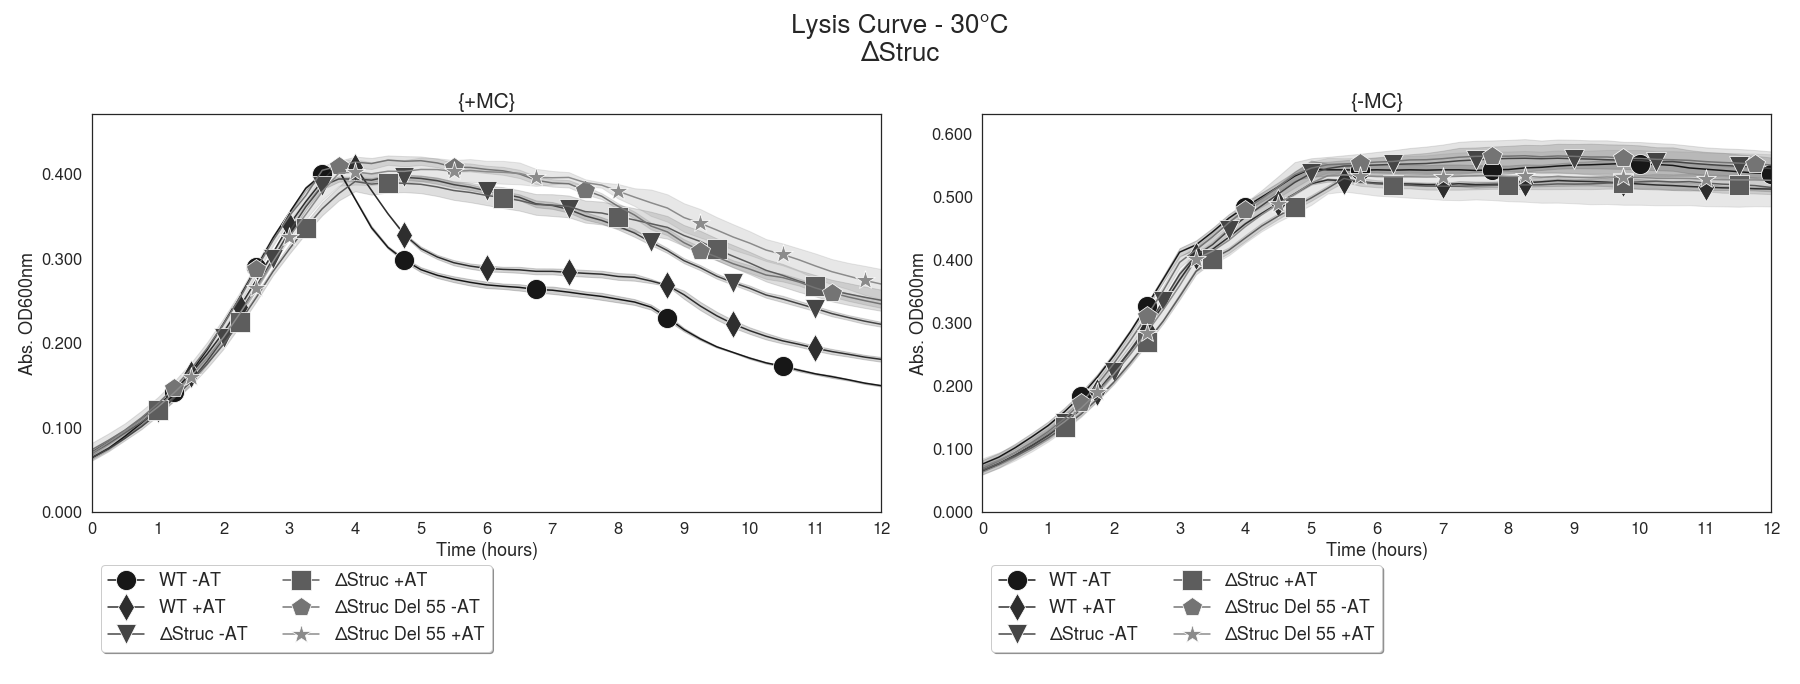 Lysis Curve - 30°C
ΔStruc
{+MC}
Abs. OD600nm
0.400
0.300
0.200
0.100
0.000
0 1 2 3 4 5 6 7 8 9 10 11 12
Time (hours)
WT -AT
WT +AT
ΔStruc -AT
ΔStruc +AT
ΔStruc Del 55 -AT
ΔStruc Del 55 +AT
{-MC}
Abs. OD600nm
0.600
0.500
0.400
0.300
0.200
0.100
0.000
0 1 2 3 4 5 6 7 8 9 10 11 12
Time (hours)
WT -AT
WT +AT
ΔStruc -AT
ΔStruc +AT
ΔStruc Del 55 -AT
ΔStruc Del 55 +AT